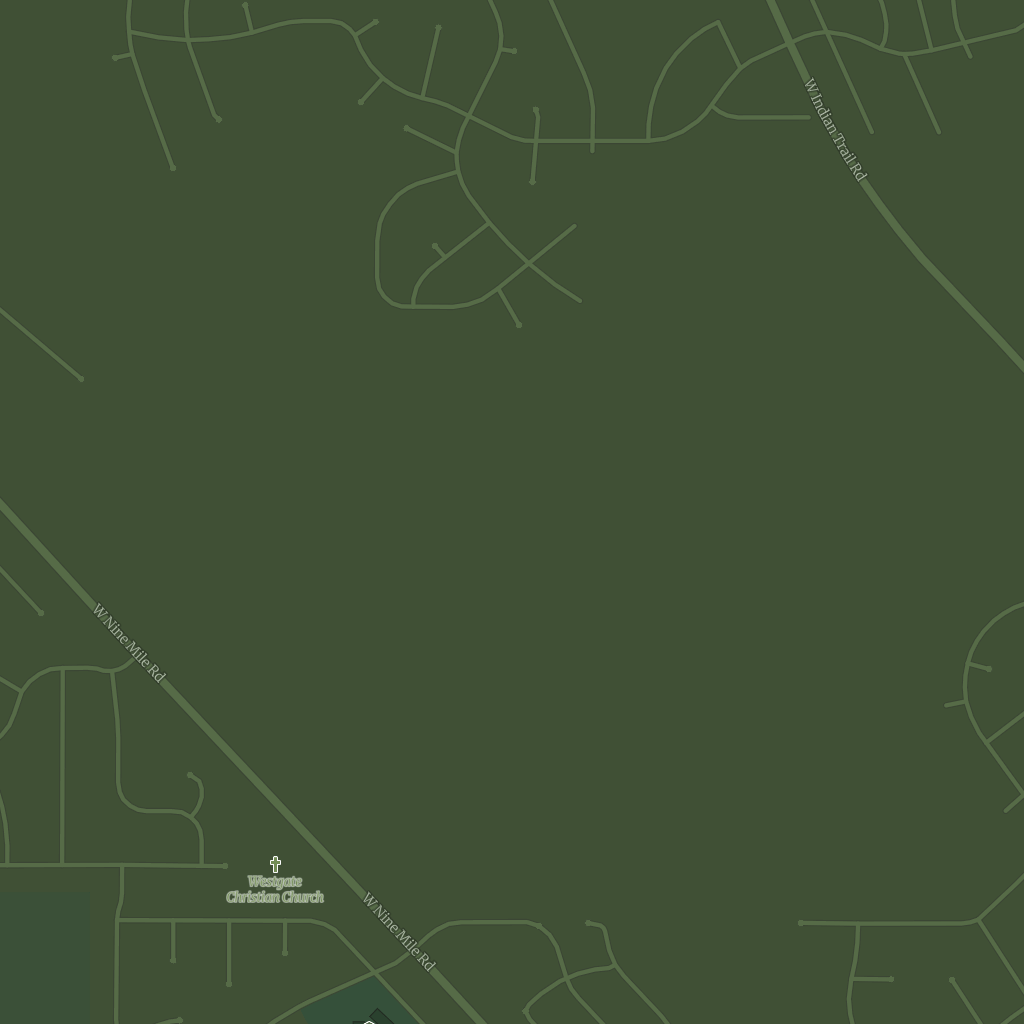 W Indian Trail Rd
W Nine Mile Rd
Westgate
Christian Church
W Nine Mile Rd